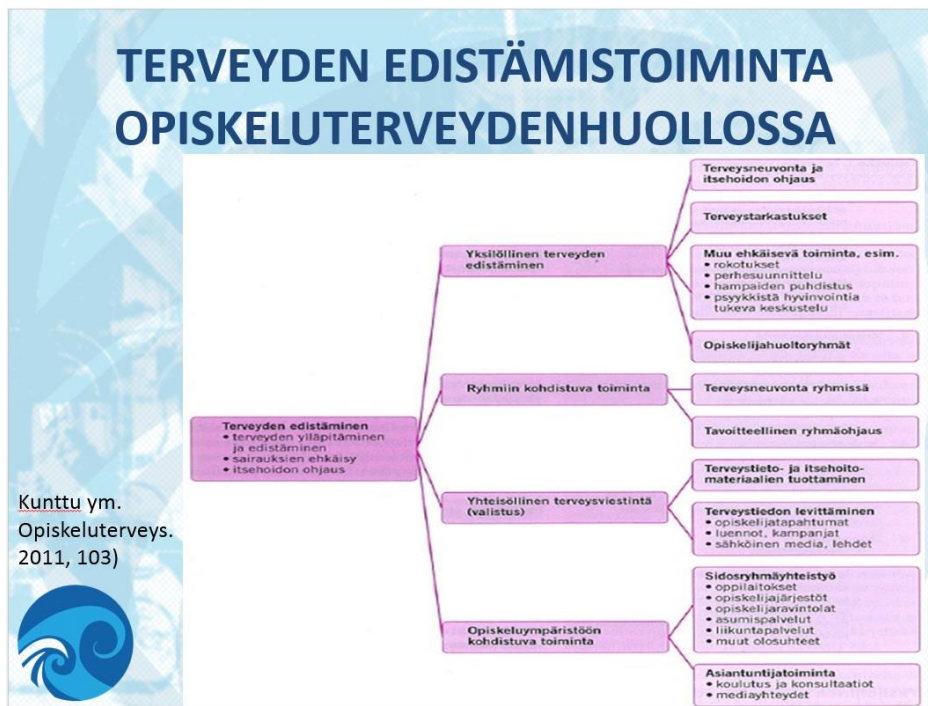 TERVEYDEN EDISTÄMISTOIMINTA
OPISKELUTERVEYDENHUOLLOSSA
Terveyden edistäminen
• terveyden ylläpitäminen
ja edistäminen
• sairauksien ehkäisy
• itsehoidon ohjaus
Yksilöllinen terveyden
edistäminen
Terveysneuvonta ja
itsehoidon ohjaus
Terveystarkastukset
Muu ehkäisevä toiminta, esim.
• rokotukset
• perhesuunnittelu
• hampaiden puhdistus
• psyykkistä hyvinvointia
tukeva keskustelu
Opiskelijahuoltoryhmät
Ryhmiin kohdistuva toiminta
Terveysneuvonta ryhmissä
Tavoitteellinen ryhmäohjaus
Yhteisöllinen terveysviestintä
(valistus)
Terveystieto- ja itsehoito-
materiaalien tuottaminen
Terveystiedon levittäminen
• opiskelijatapahtumat
• luennot, kampanjat
• sähköinen media, lehdet
Opiskeluympäristöön
kohdistuva toiminta
Sidosryhmäyhteistyö
• oppilaitokset
• opiskelijajärjestöt
• opiskelijaravintolat
• asumispalvelut
• liikuntapalvelut
• muut olosuhteet
Asiantuntijatoiminta
• koulutus ja konsultaatiot
• mediayhteydet
Kunttu ym.
Opiskeluterveys.
2011, 103)